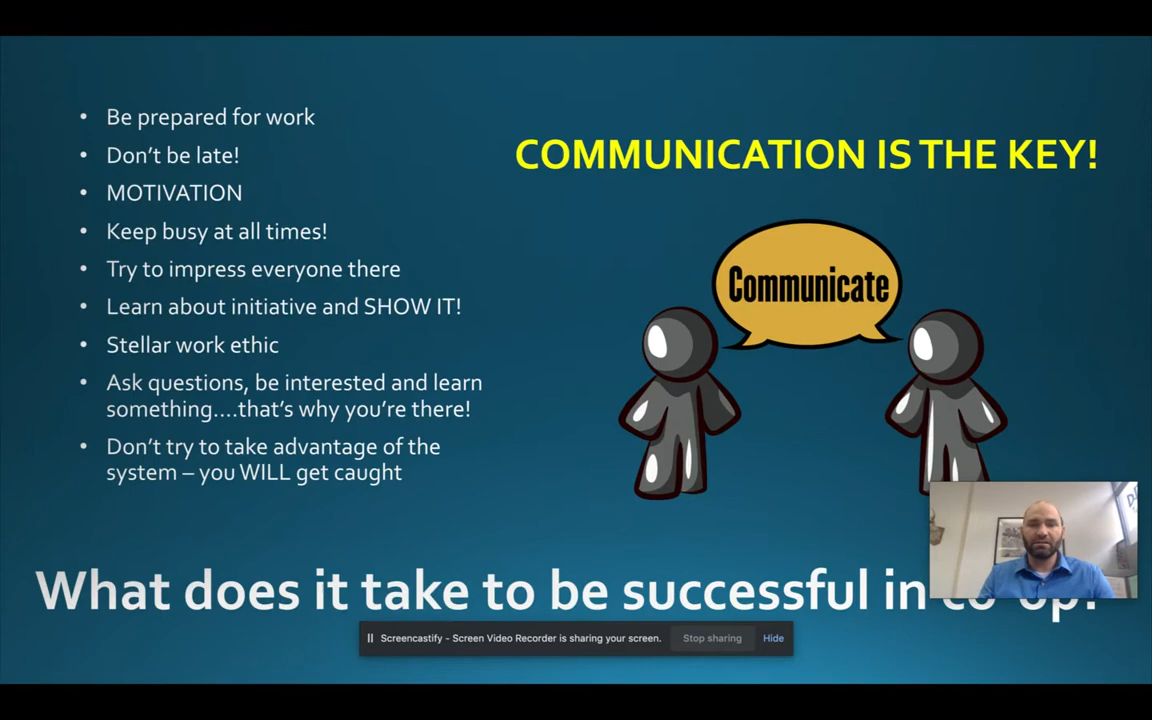 Be prepared for work
Don't be late!
MOTIVATION
Keep busy at all times!
Try to impress everyone there
Learn about initiative and SHOW IT!
Stellar work ethic
Ask questions, be interested and learn
something....that's why you're there!
Don't try to take advantage of the
system – you WILL get caught
COMMUNICATION IS THE KEY!
Communicate
What does it take to be successful in co-op?
Screencastify - Screen Video Recorder is sharing your screen.
Stop sharing
Hide